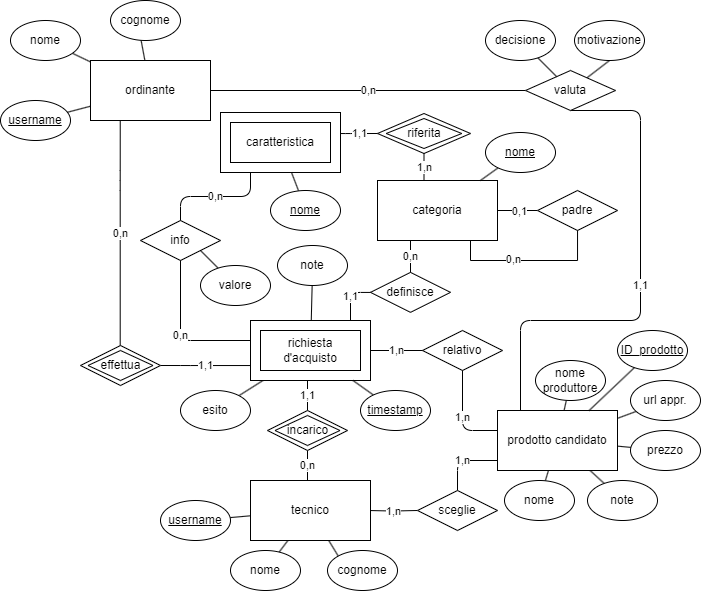 cognome
nome
decisione
motivazione
ordinante
0,n
valuta
username
caratteristica
1,1
riferita
1,n
nome
0,n
nome
categoria
0,1
padre
0,n
info
0,n
0,n
note
valore
definisce
1,1
1,1
0,n
richiesta
d'acquisto
1,n
relativo
ID_prodotto
effettua
1,1
nome
produttore
url appr.
esito
1,1
timestamp
1,n
incarico
prodotto candidato
prezzo
0,n
1,n
username
tecnico
1,n
sceglie
nome
note
nome
cognome